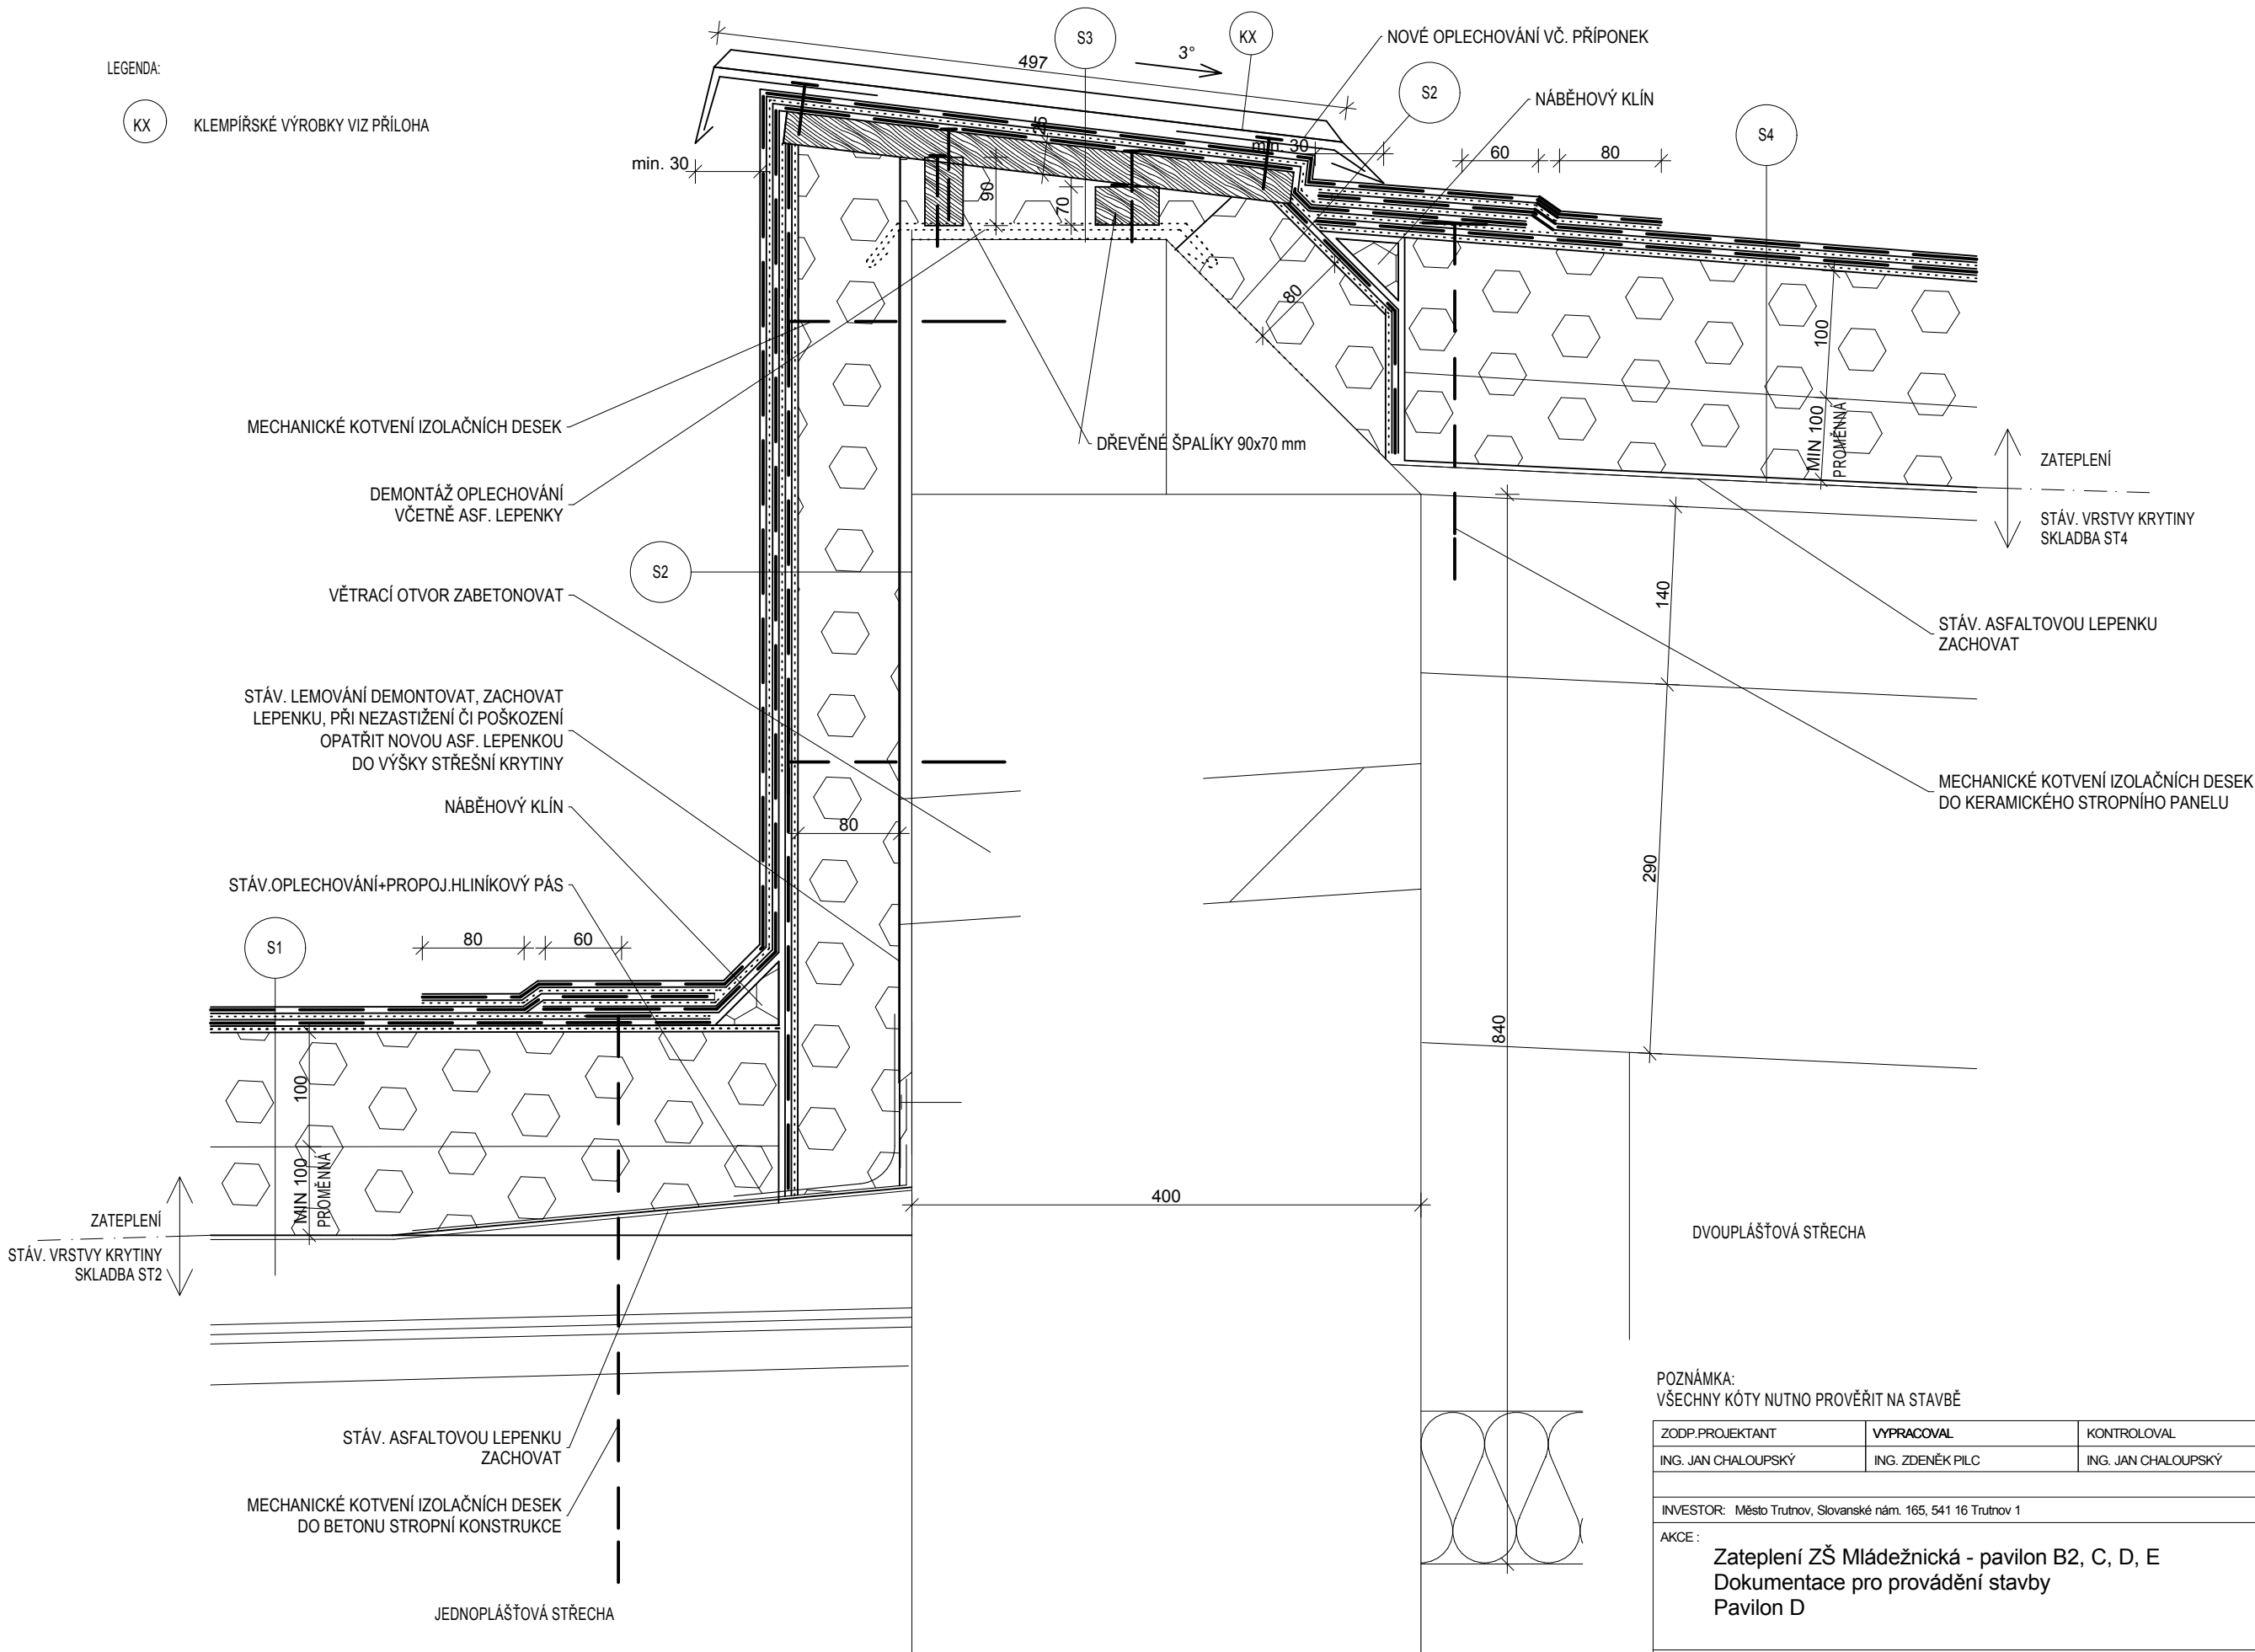 LEGENDA:
KX
KLEMPÍŘSKÉ VÝROBKY VIZ PŘÍLOHA
497
S3
3°
KX
NOVÉ OPLECHOVÁNÍ VČ. PŘÍPONEK
S2
NÁBĚHOVÝ KLÍN
S4
min. 30
25
min. 30
60
80
90
70
80
100
MIN 100
PROMĚNNÁ
MECHANICKÉ KOTVENÍ IZOLAČNÍCH DESEK
DŘEVĚNÉ ŠPALÍKY 90x70 mm
ZATEPLENÍ
STÁV. VRSTVY KRYTINY
SKLADBA ST4
DEMONTÁŽ OPLECHOVÁNÍ
VČETNĚ ASF. LEPENKY
S2
VĚTRACÍ OTVOR ZABETONOVAT
140
STÁV. ASFALTOVOU LEPENKU
ZACHOVAT
STÁV. LEMOVÁNÍ DEMONTOVAT, ZACHOVAT
LEPENKU, PŘI NEZASTIŽENÍ ČI POŠKOZENÍ
OPATŘIT NOVOU ASF. LEPENKOU
DO VÝŠKY STŘEŠNÍ KRYTINY
MECHANICKÉ KOTVENÍ IZOLAČNÍCH DESEK
DO KERAMICKÉHO STROPNÍHO PANELU
NÁBĚHOVÝ KLÍN
80
290
STÁV.OPLECHOVÁNÍ+PROPOJ.HLINÍKOVÝ PÁS
S1
80
60
840
100
MIN 100
PROMĚNNÁ
400
ZATEPLENÍ
STÁV. VRSTVY KRYTINY
SKLADBA ST2
DVOUPLÁŠŤOVÁ STŘECHA
STÁV. ASFALTOVOU LEPENKU
ZACHOVAT
MECHANICKÉ KOTVENÍ IZOLAČNÍCH DESEK
DO BETONU STROPNÍ KONSTRUKCE
JEDNOPLÁŠŤOVÁ STŘECHA
POZNÁMKA:
VŠECHNY KÓTY NUTNO PROVĚŘIT NA STAVBĚ
ZODP.PROJEKTANT VYPRACOVAL KONTROLOVAL
ING. JAN CHALOUPSKÝ ING. ZDENĚK PILC ING. JAN CHALOUPSKÝ
INVESTOR: Město Trutnov, Slovanské nám. 165, 541 16 Trutnov 1
AKCE :
Zateplení ZŠ Mládežnická - pavilon B2, C, D, E
Dokumentace pro provádění stavby
Pavilon D